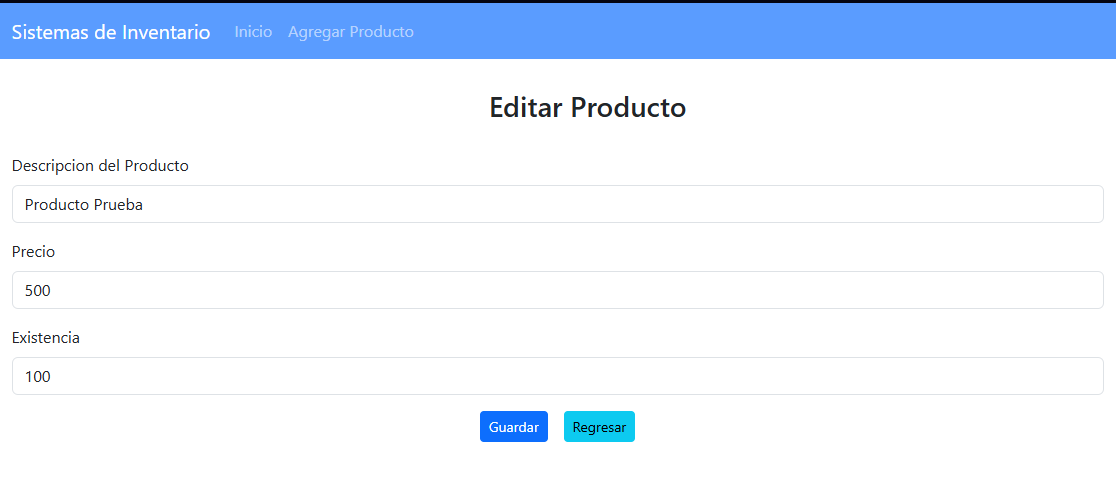 Sistemas de Inventario Inicio Agregar Producto
Editar Producto
Descripcion del Producto
Producto Prueba
Precio
500
Existencia
100
Guardar Regresar